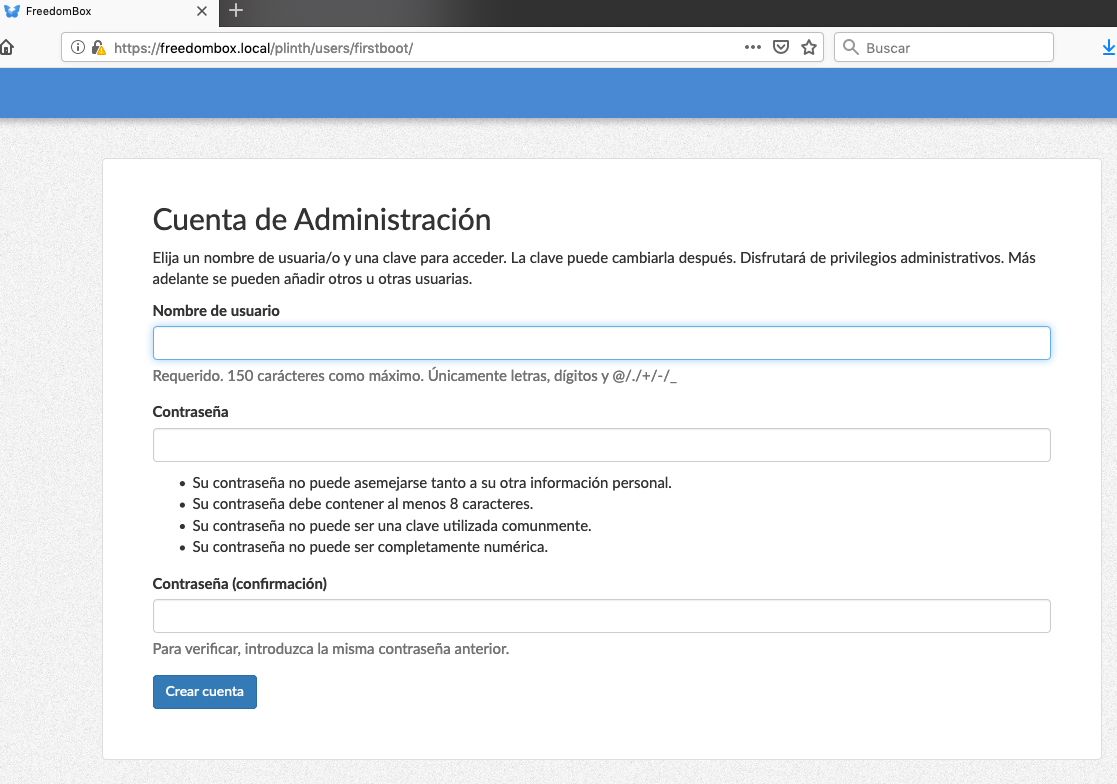 FreedomBox
https://freedombox.local/plinth/users/firstboot/
Buscar
Cuenta de Administración
Elija un nombre de usuaria/o y una clave para acceder. La clave puede cambiarla después. Disfrutará de privilegios administrativos. Más
adelante se pueden añadir otros u otras usuarias.
Nombre de usuario
Requerido. 150 carácteres como máximo. Únicamente letras, dígitos y @/./+/-/_
Contraseña
Su contraseña no puede asemejarse tanto a su otra información personal.
Su contraseña debe contener al menos 8 caracteres.
Su contraseña no puede ser una clave utilizada comunmente.
Su contraseña no puede ser completamente numérica.
Contraseña (confirmación)
Para verificar, introduzca la misma contraseña anterior.
Crear cuenta